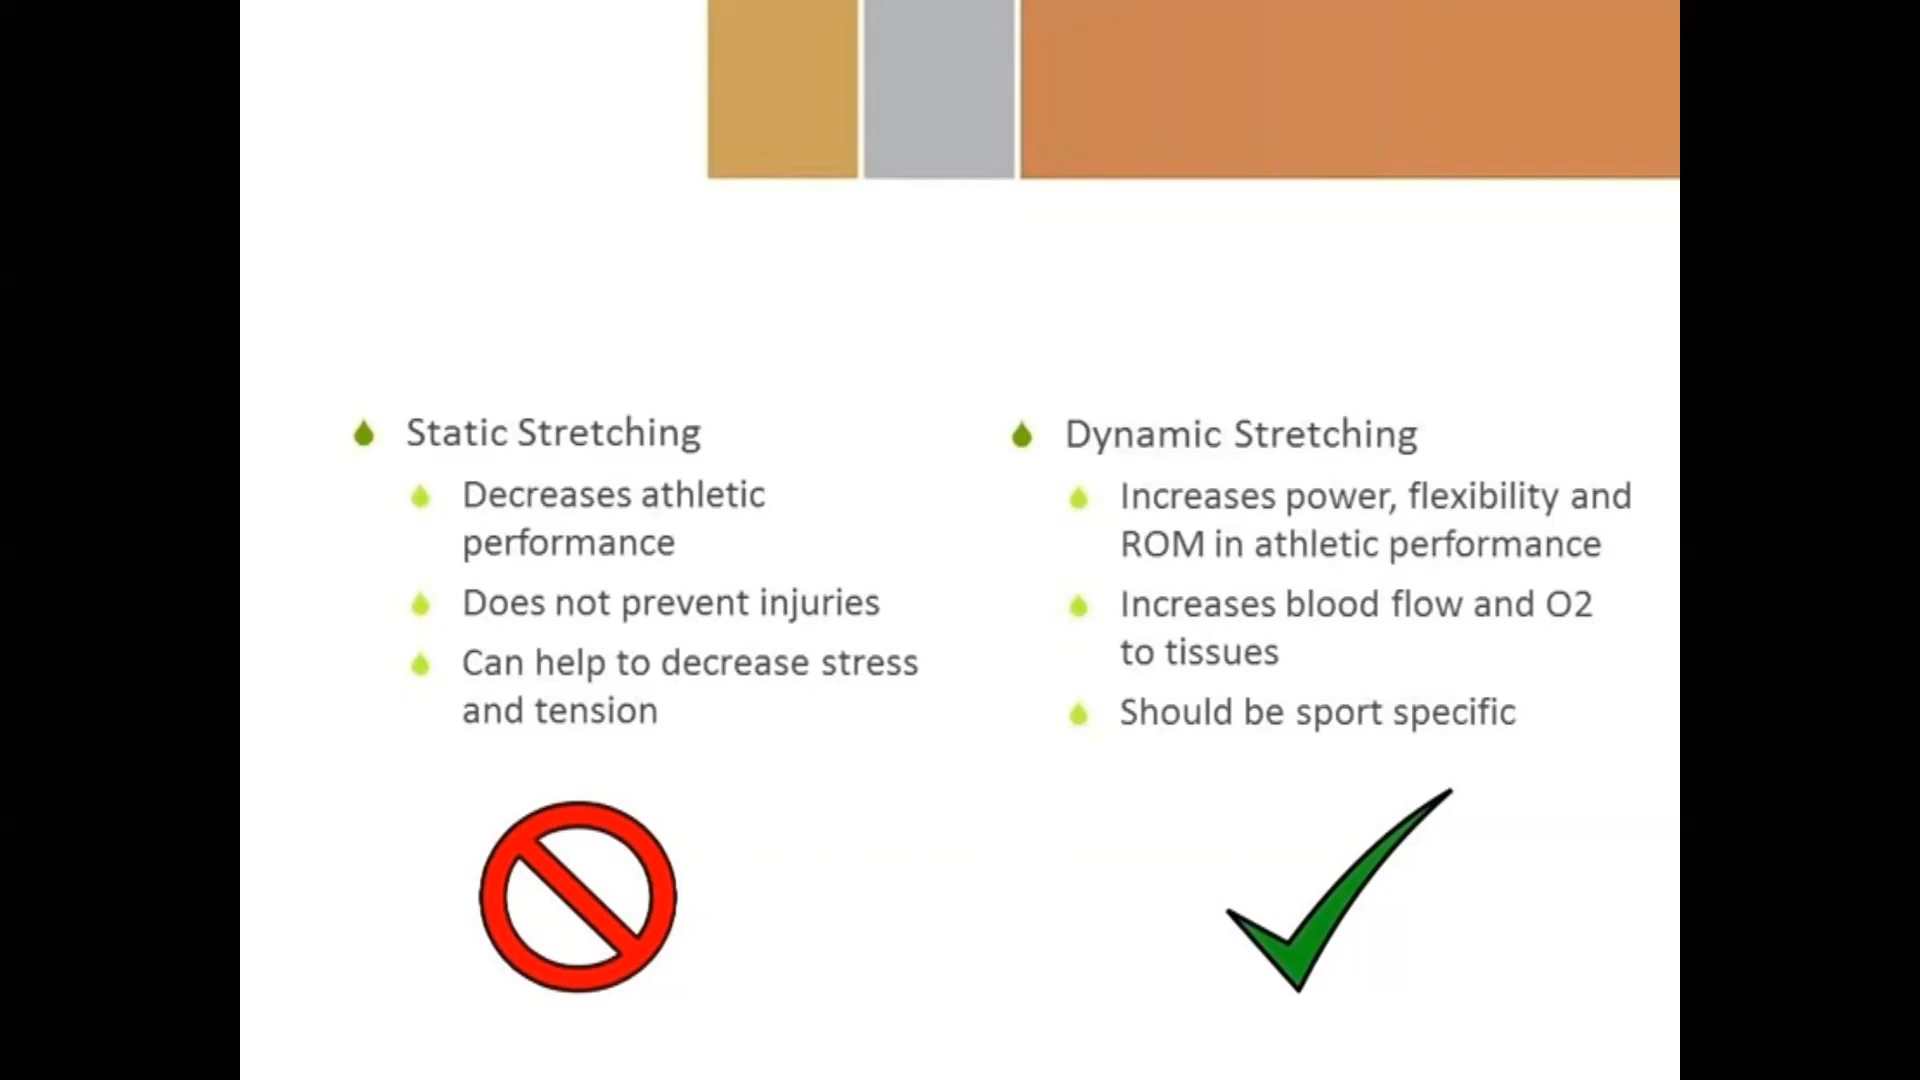 Static Stretching
Decreases athletic
performance
Does not prevent injuries
Can help to decrease stress
and tension
Dynamic Stretching
Increases power, flexibility and
ROM in athletic performance
Increases blood flow and O2
to tissues
Should be sport specific